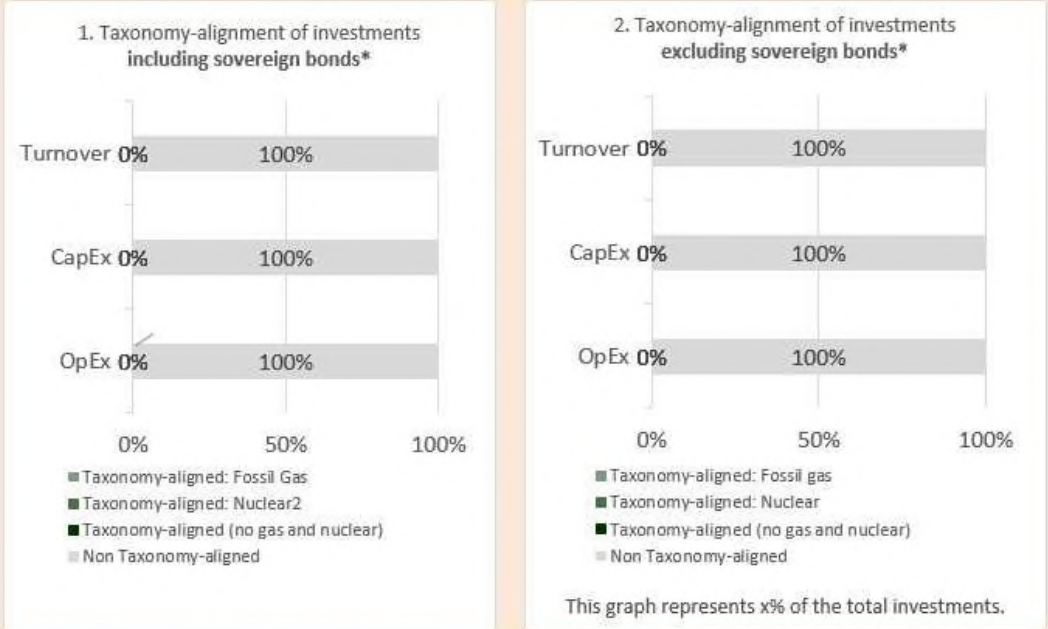 1. Taxonomy-alignment of investments
including sovereign bonds*
Turnover 0% 100%
CapEx 0% 100%
OpEx 0% 100%
0% 50% 100%
Taxonomy-aligned: Fossil Gas
Taxonomy-aligned: Nuclear2
Taxonomy-aligned (no gas and nuclear)
Non Taxonomy-aligned
2. Taxonomy-alignment of investments
excluding sovereign bonds*
Turnover 0% 100%
CapEx 0% 100%
OpEx 0% 100%
0% 50% 100%
Taxonomy-aligned: Fossil gas
Taxonomy-aligned: Nuclear
Taxonomy-aligned (no gas and nuclear)
Non Taxonomy-aligned
This graph represents x% of the total investments.